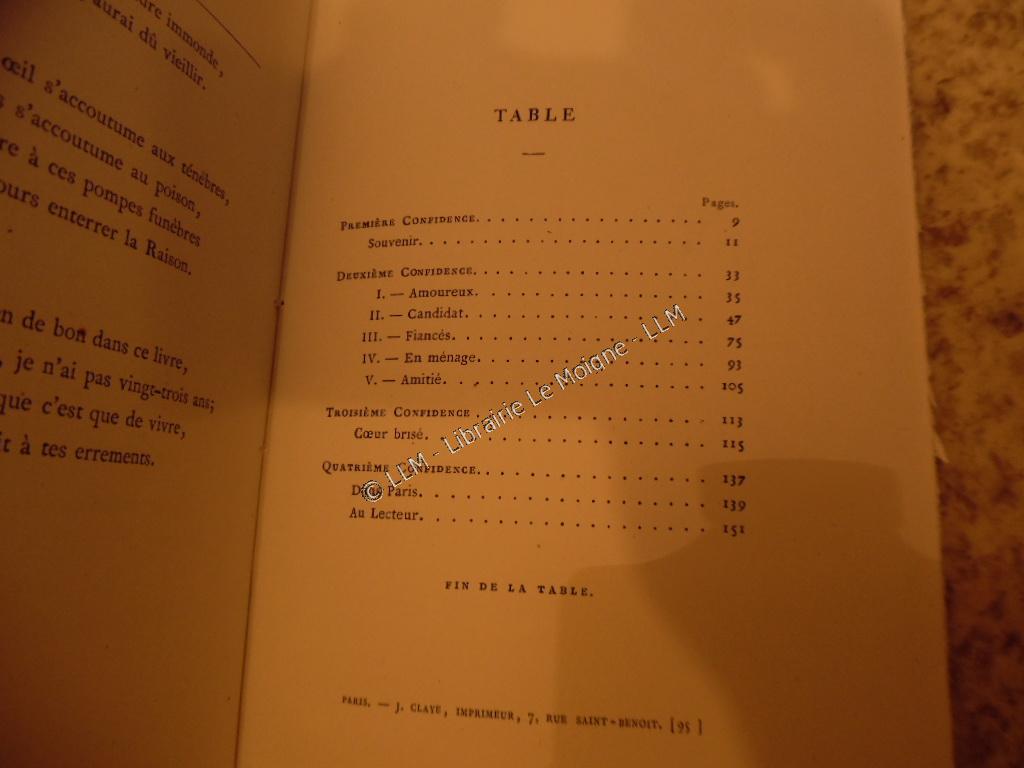 immonde,
aurai dû vieillir.
œil s'accoutume aux ténèbres,
s'accoutume au poison,
à ces pompes funèbres
enterrer la Raison.
de bon dans ce livre,
je n'ai pas vingt-trois ans;
que c'est que de vivre,
à tes errements.
TABLE
Pages.
PREMIÈRE CONFIDENCE. . . . . . . . . . . . . . . . . . 9
Souvenir. . . . . . . . . . . . . . . . . . . . . 11
DEUXIÈME CONFIDENCE. . . . . . . . . . . . . . . . . . 33
I. — Amoureux. . . . . . . . . . . . . . . . . . 35
II. — Candidat. . . . . . . . . . . . . . . . . . 47
III. — Fiancés. . . . . . . . . . . . . . . . . . 75
IV. — En ménage. . . . . . . . . . . . . . . . . . 93
V. — Amitié. . . . . . . . . . . . . . . . . . 105
TROISIÈME CONFIDENCE . . . . . . . . . . . . . . . . . . 113
Cœur brisé. . . . . . . . . . . . . . . . . . 115
QUATRIÈME CONFIDENCE. . . . . . . . . . . . . . . . . . 137
Dans Paris. . . . . . . . . . . . . . . . . . 139
Au Lecteur. . . . . . . . . . . . . . . . . . 151
FIN DE LA TABLE.
PARIS. — J. CLAYE, IMPRIMEUR, 7, RUE SAINT-BENOIT. [95]
© LLM - Librairie Le Moigne - LLM